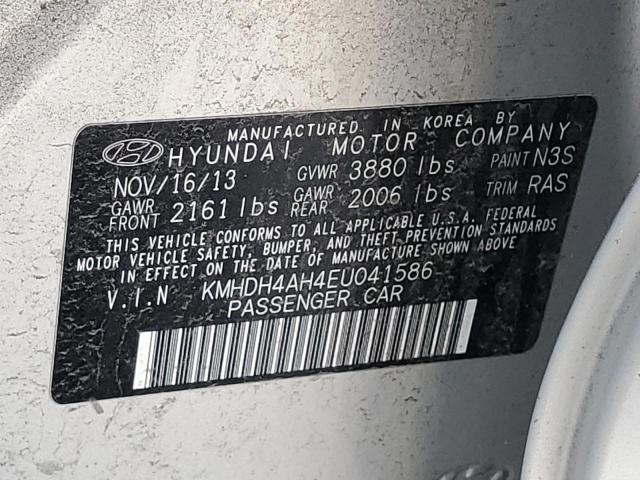 MANUFACTURED IN KOREA BY
HYUNDAI MOTOR COMPANY
NOV/16/13 GVWR 3880 lbs PAINT N3S
GAWR FRONT 2161 lbs GAWR REAR 2006 lbs TRIM RAS
THIS VEHICLE CONFORMS TO ALL APPLICABLE U.S.A. FEDERAL
MOTOR VEHICLE SAFETY, BUMPER, AND THEFT PREVENTION STANDARDS
IN EFFECT ON THE DATE OF MANUFACTURE SHOWN ABOVE
V.I.N KMHDH4AH4EU041586
PASSENGER CAR